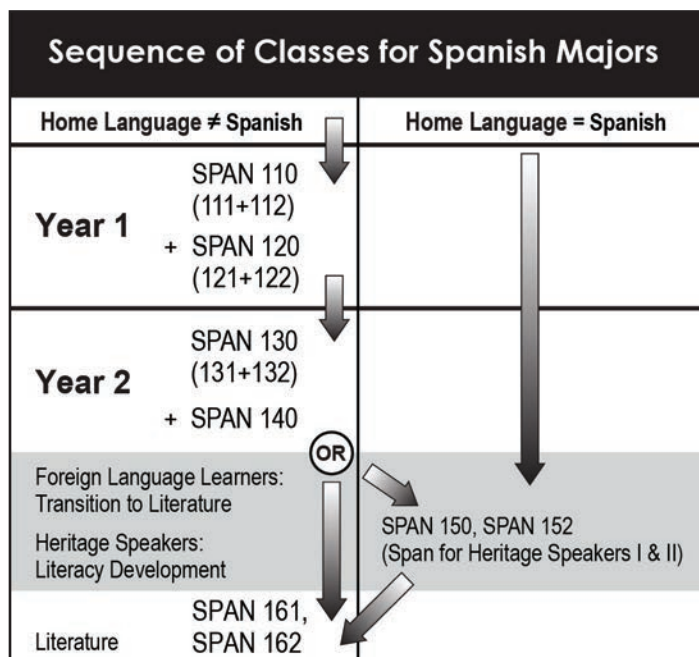 Sequence of Classes for Spanish Majors
Home Language ≠ Spanish
Home Language = Spanish
Year 1
SPAN 110
(111+112)
+ SPAN 120
(121+122)
Year 2
SPAN 130
(131+132)
+ SPAN 140
OR
Foreign Language Learners:
Transition to Literature
Heritage Speakers:
Literacy Development
SPAN 150, SPAN 152
(Span for Heritage Speakers I & II)
Literature
SPAN 161,
SPAN 162